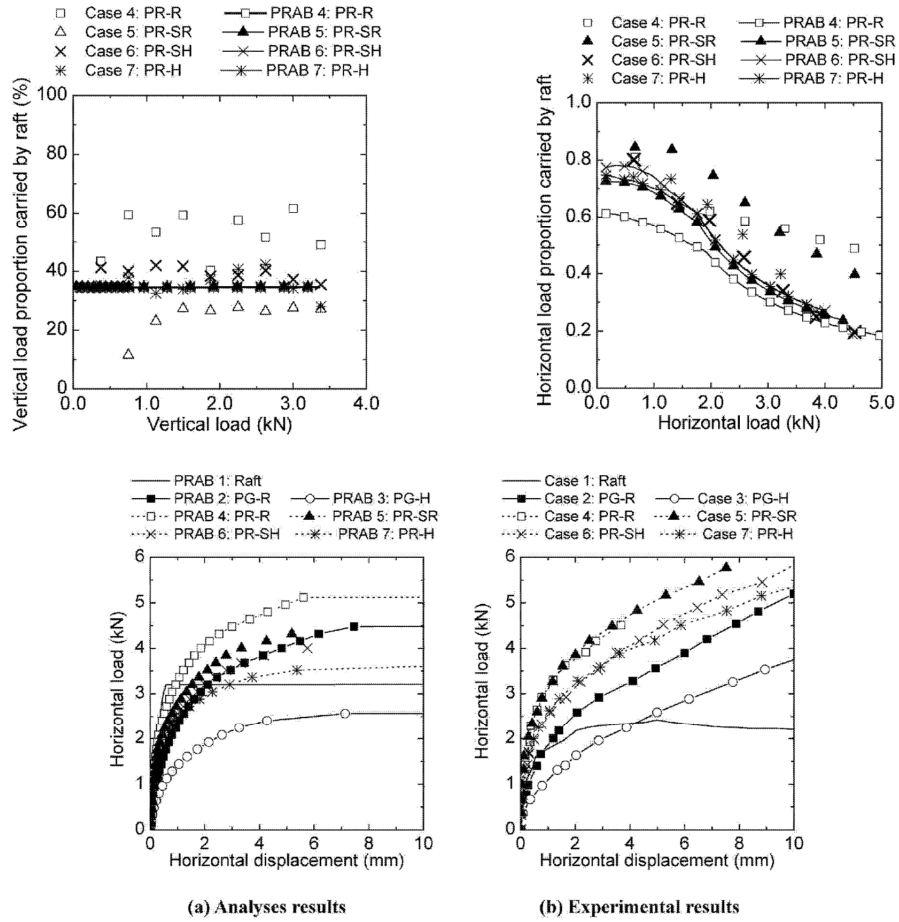 Case 4: PR-R PRAB 4: PR-R
Case 5: PR-SR PRAB 5: PR-SR
Case 6: PR-SH PRAB 6: PR-SH
Case 7: PR-H PRAB 7: PR-H
Vertical load proportion carried by raft (%)
100
80
60
40
20
0
0.0 1.0 2.0 3.0 4.0
Vertical load (kN)
Case 4: PR-R PRAB 4: PR-R
Case 5: PR-SR PRAB 5: PR-SR
Case 6: PR-SH PRAB 6: PR-SH
Case 7: PR-H PRAB 7: PR-H
Horizontal load proportion carried by raft
1.0
0.8
0.6
0.4
0.2
0.0
0.0 1.0 2.0 3.0 4.0 5.0
Horizontal load (kN)
PRAB 1: Raft
PRAB 2: PG-R PRAB 3: PG-H
PRAB 4: PR-R PRAB 5: PR-SR
PRAB 6: PR-SH PRAB 7: PR-H
Horizontal load (kN)
6
5
4
3
2
1
0
0 2 4 6 8 10
Horizontal displacement (mm)
(a) Analyses results
Case 1: Raft
Case 2: PG-R Case 3: PG-H
Case 4: PR-R Case 5: PR-SR
Case 6: PR-SH Case 7: PR-H
Horizontal load (kN)
6
5
4
3
2
1
0
0 2 4 6 8 10
Horizontal displacement (mm)
(b) Experimental results